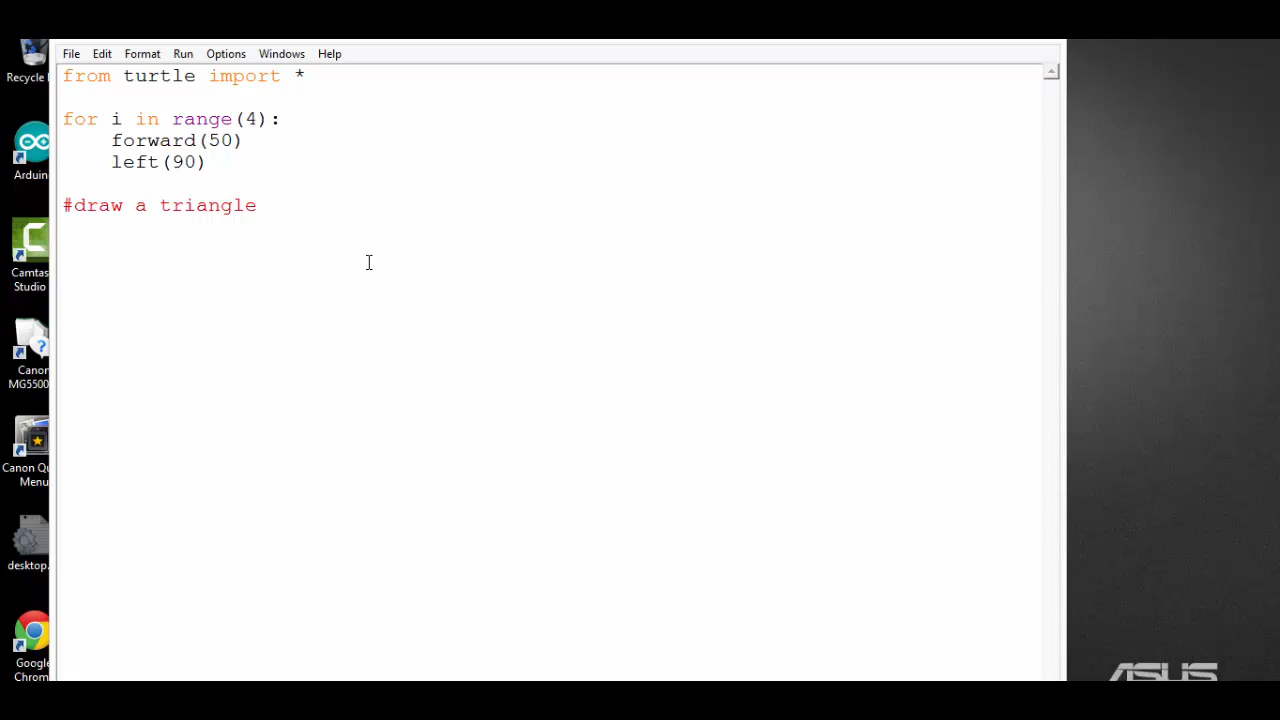 File Edit Format Run Options Windows Help
from turtle import *
for i in range(4):
    forward(50)
    left(90)
#draw a triangle
Recycle
Arduin
Camtas
Studio
Canon
MG5500
Canon Qu
Menu
desktop.
Google
Chrom
ASUS